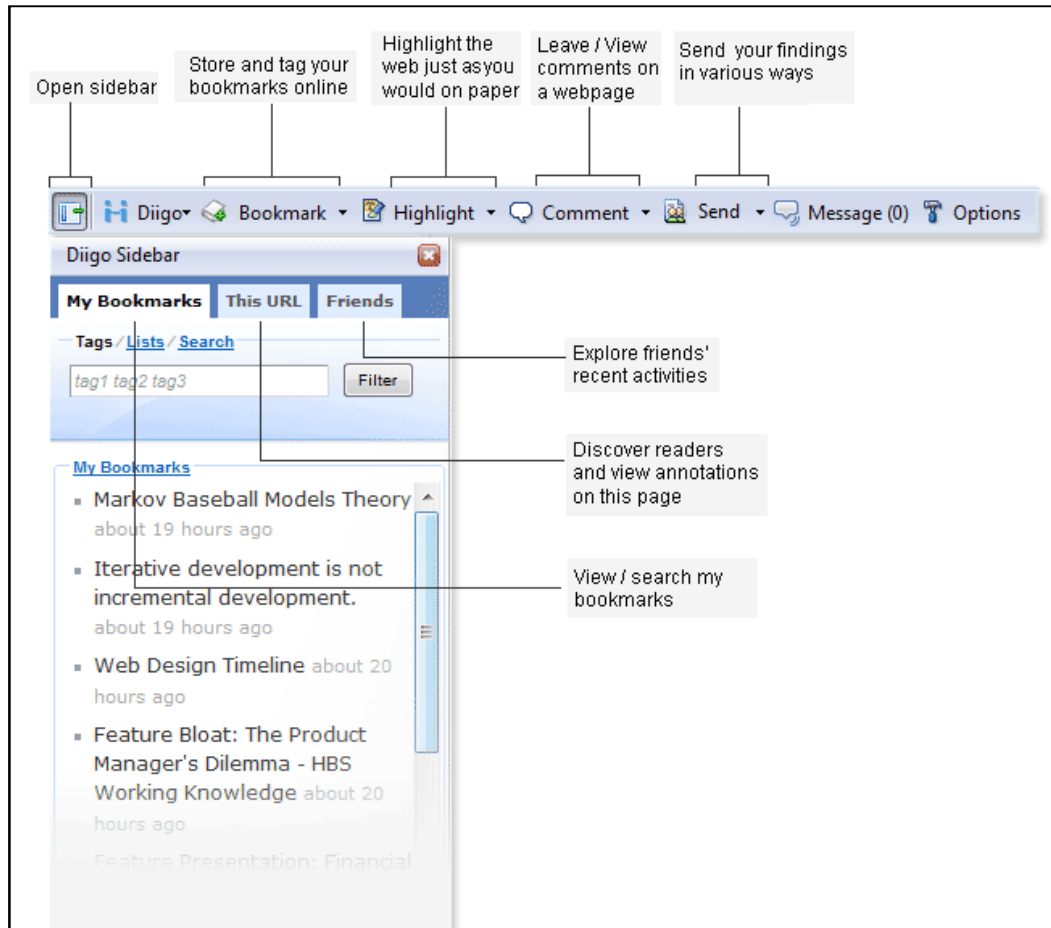 Open sidebar
Store and tag your
bookmarks online
Highlight the
web just asyou
would on paper
Leave / View
comments on
a webpage
Send your findings
in various ways
Diigo Bookmark Highlight Comment Send Message (0) Options
Diigo Sidebar
My Bookmarks This URL Friends
Tags / Lists / Search
tag1 tag2 tag3 Filter
Explore friends'
recent activities
Discover readers
and view annotations
on this page
View / search my
bookmarks
My Bookmarks
Markov Baseball Models Theory
about 19 hours ago
Iterative development is not
incremental development.
about 19 hours ago
Web Design Timeline about 20
hours ago
Feature Bloat: The Product
Manager's Dilemma - HBS
Working Knowledge about 20
hours ago
Feature Presentation: Financial